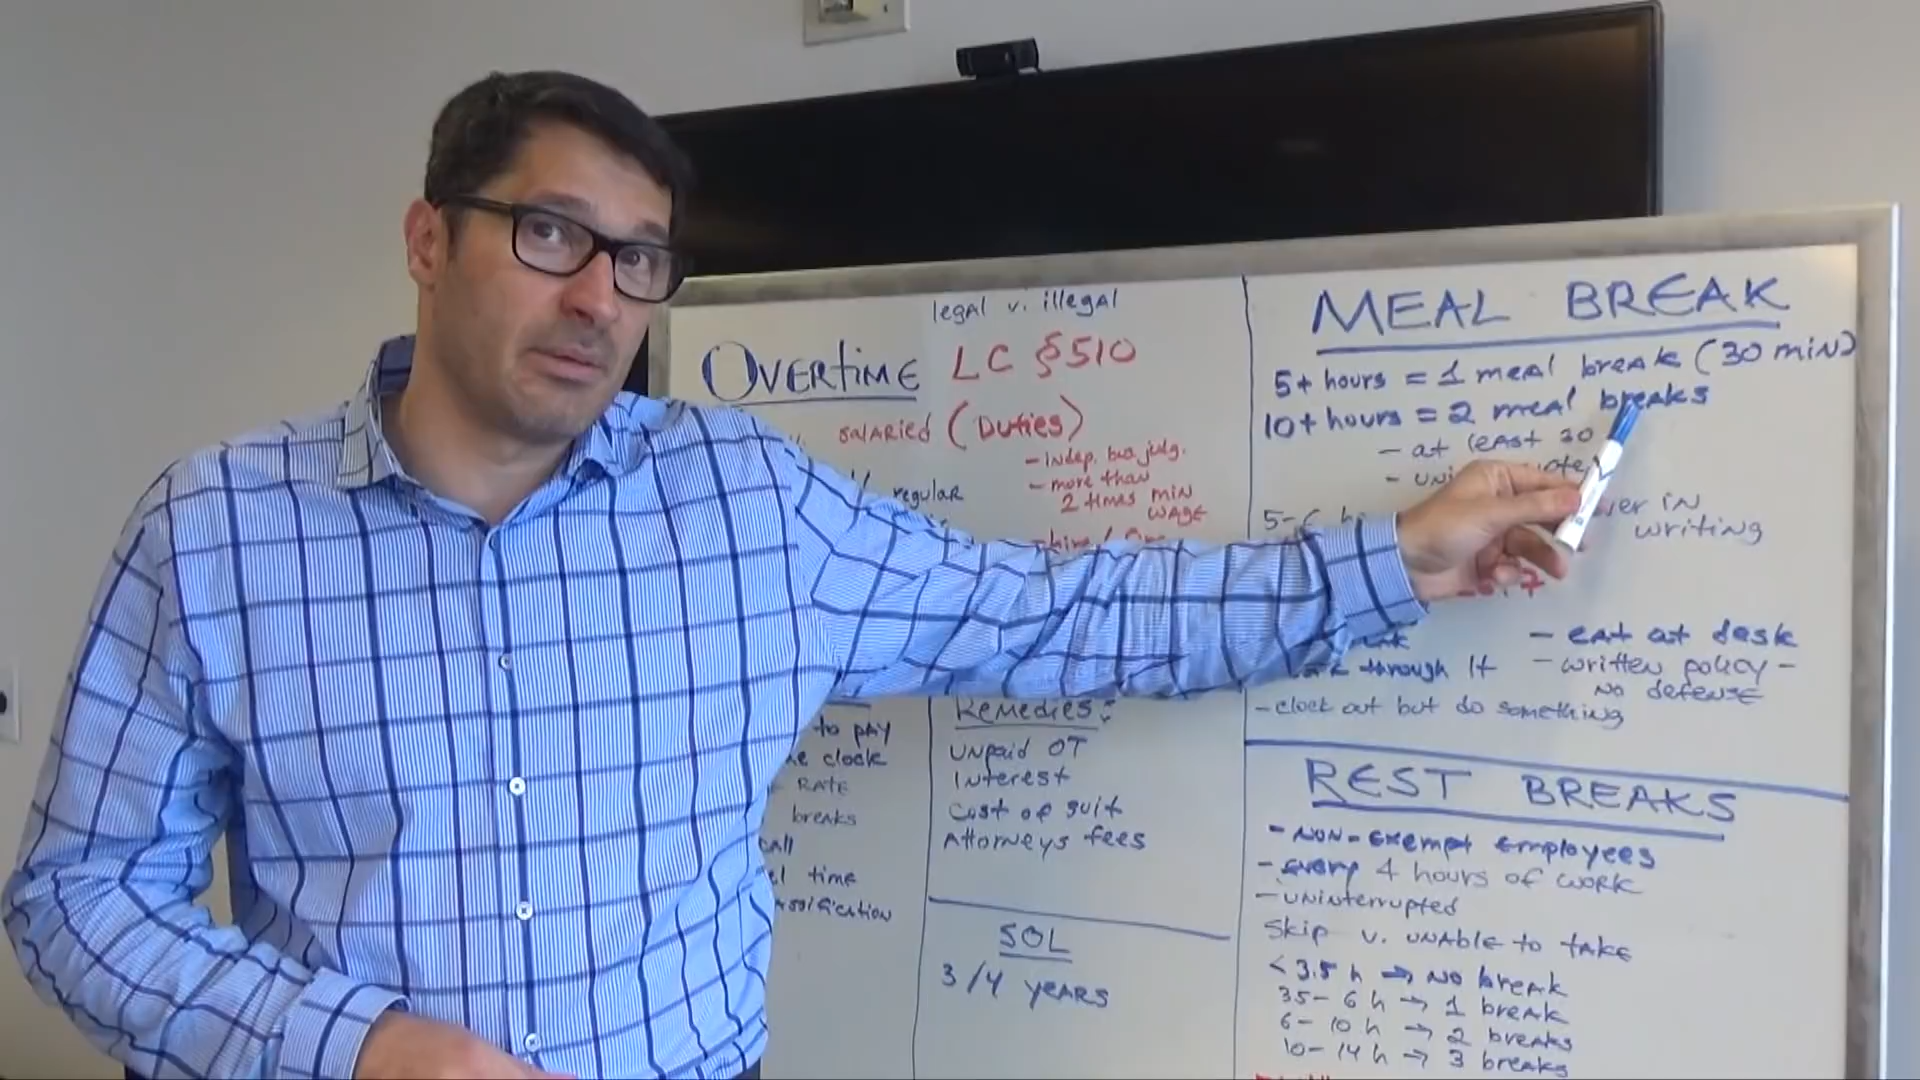 legal v. illegal
OVERTIME LC §510
SALARIED (Duties)
- indep. bus judg.
- more than
2 times MIN
WAGE
regular
to pay
clock
RATE
breaks
time
Remedies:
UNPaid OT
Interest
Cost of suit
Attorneys fees
SOL
3/4 YEARS
MEAL BREAK
5+ hours = 1 meal break (30 min)
10+ hours = 2 meal breaks
- at least 30
in
writing
- eat at desk
through It
- written policy -
NO defense
- clock out but do something
REST BREAKS
- NON-exempt employees
- every 4 hours of work
- uninterrupted
Skip v. UNAble to take
< 3.5 h → No break
3.5 - 6 h → 1 break
6 - 10 h → 2 breaks
10 - 14 h → 3 breaks